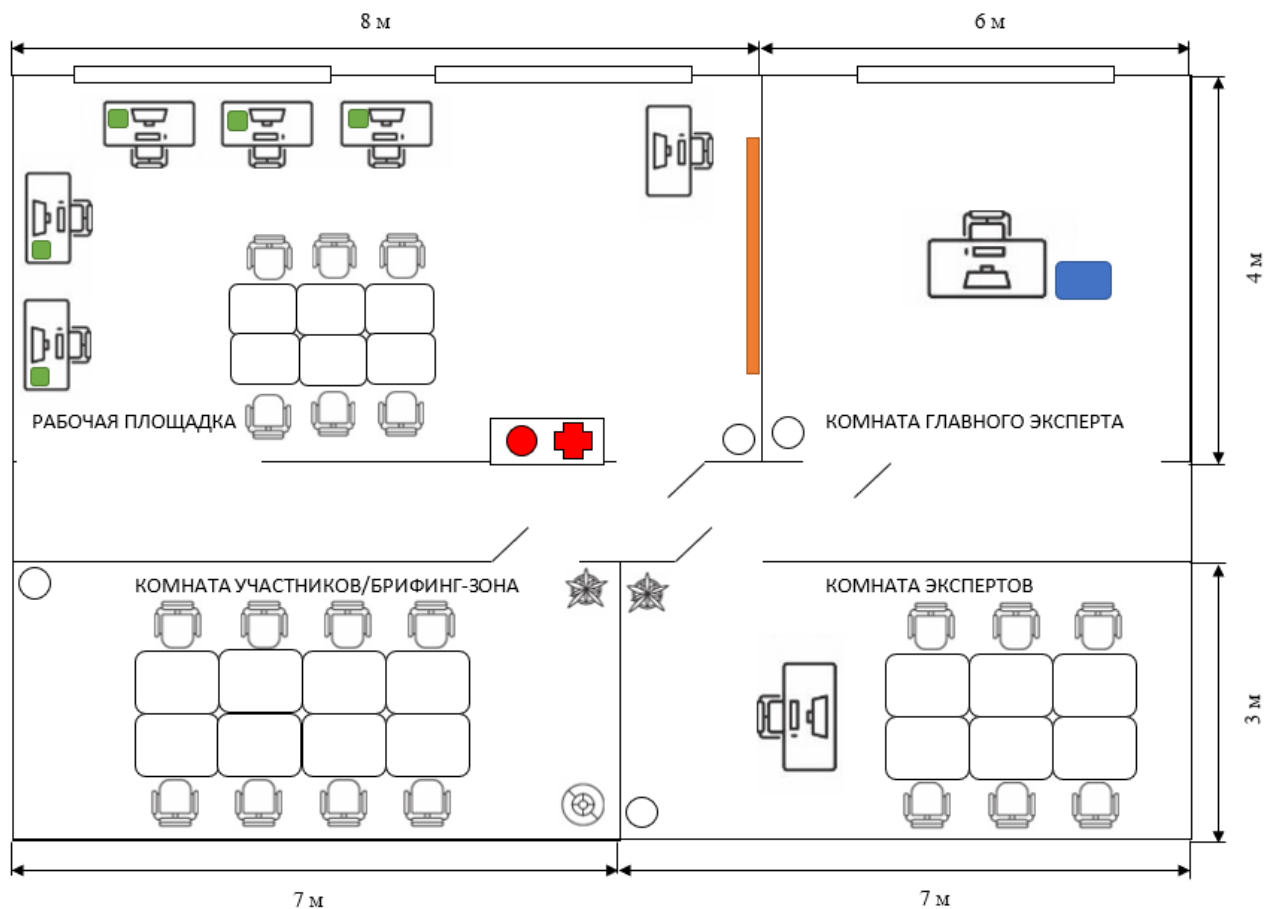 8 м
6 м
4 м
РАБОЧАЯ ПЛОЩАДКА
КОМНАТА ГЛАВНОГО ЭКСПЕРТА
КОМНАТА УЧАСТНИКОВ/БРИФИНГ-ЗОНА
КОМНАТА ЭКСПЕРТОВ
3 м
7 м
7 м